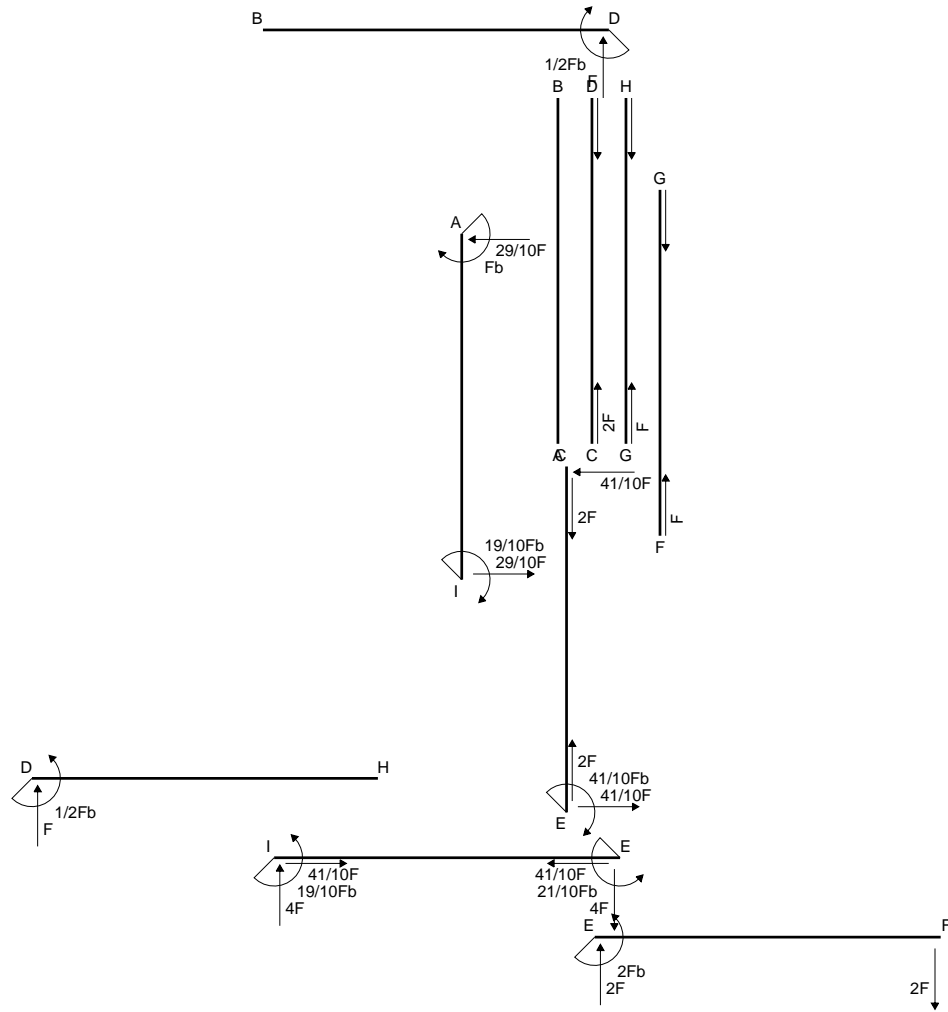 B D
1/2Fb
F
B D H
G
A
29/10F
Fb
2F F
A C C G
41/10F
2F
F
F
19/10Fb
29/10F
I
D H
2F
41/10Fb
41/10F
1/2Fb
F
E
I E
41/10F 41/10F
19/10Fb 21/10Fb
4F 4F
E F
2Fb
2F 2F